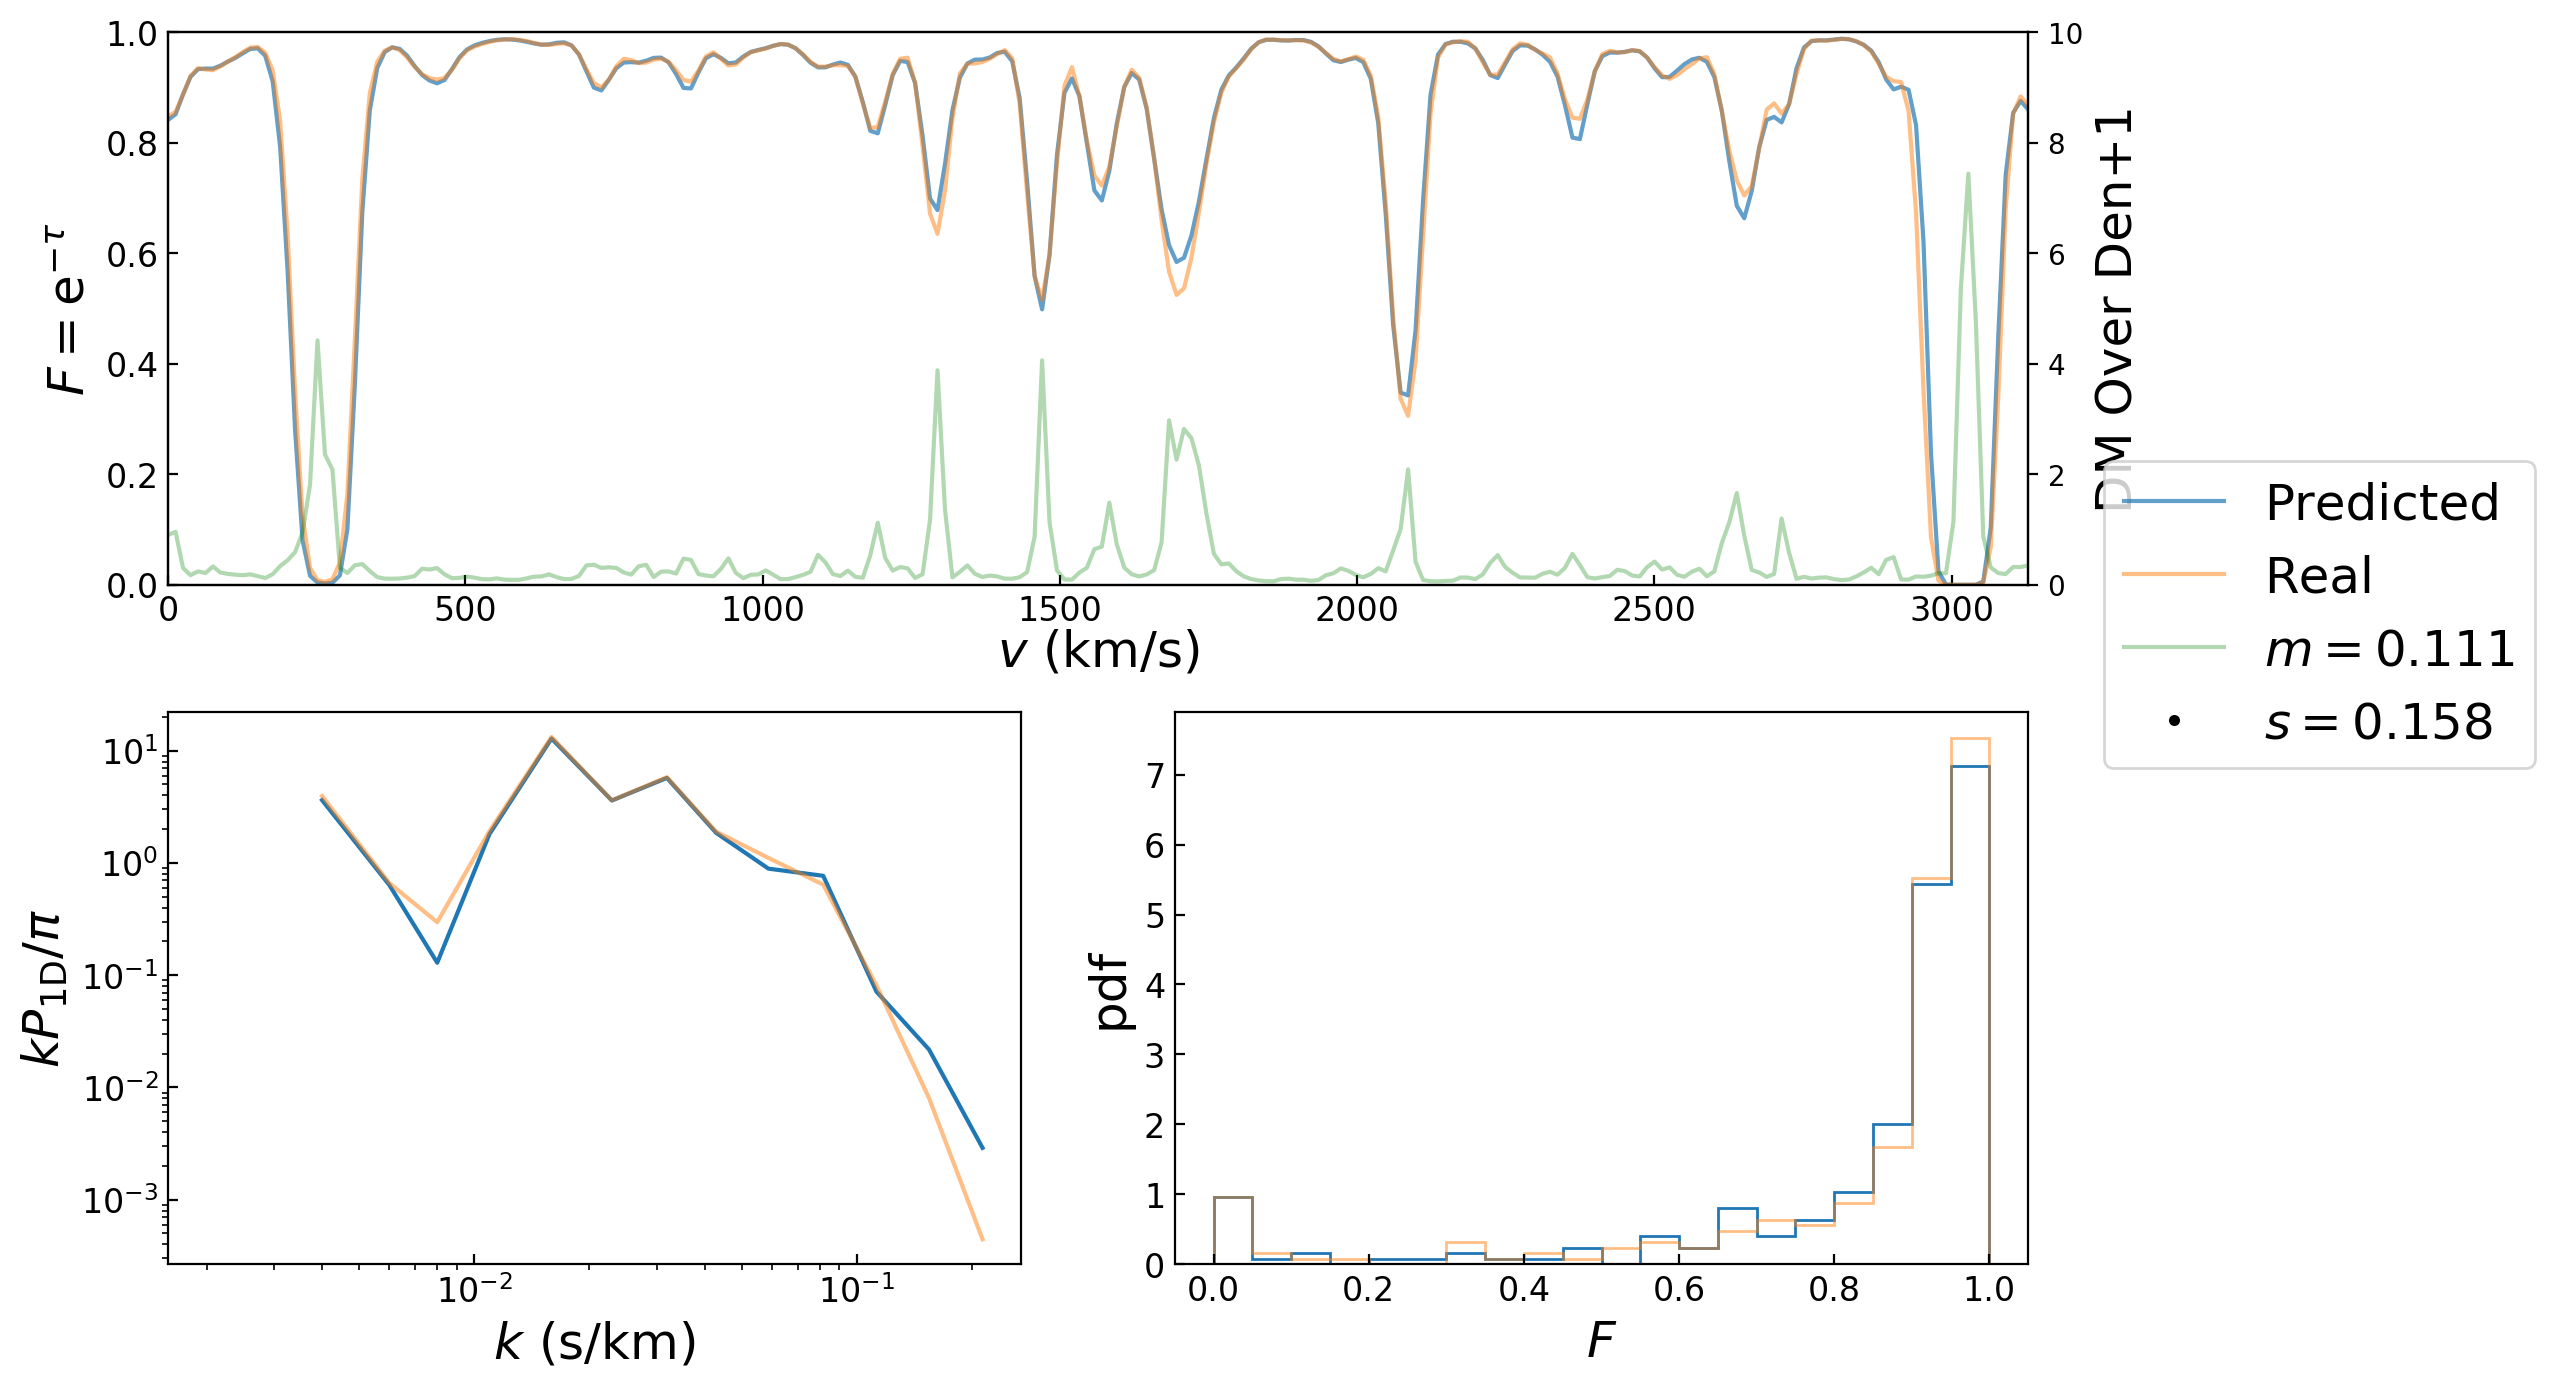 1.0
0.8
0.6
0.4
0.2
0.0
F = e^{−τ}
10
8
6
4
2
0
DM Over Den+1
0 500 1000 1500 2000 2500 3000
v (km/s)
Predicted
Real
m = 0.111
s = 0.158
10^1
10^0
10^{−1}
10^{−2}
10^{−3}
kP_{1D}/π
10^{−2} 10^{−1}
k (s/km)
7
6
5
4
3
2
1
0
pdf
0.0 0.2 0.4 0.6 0.8 1.0
F